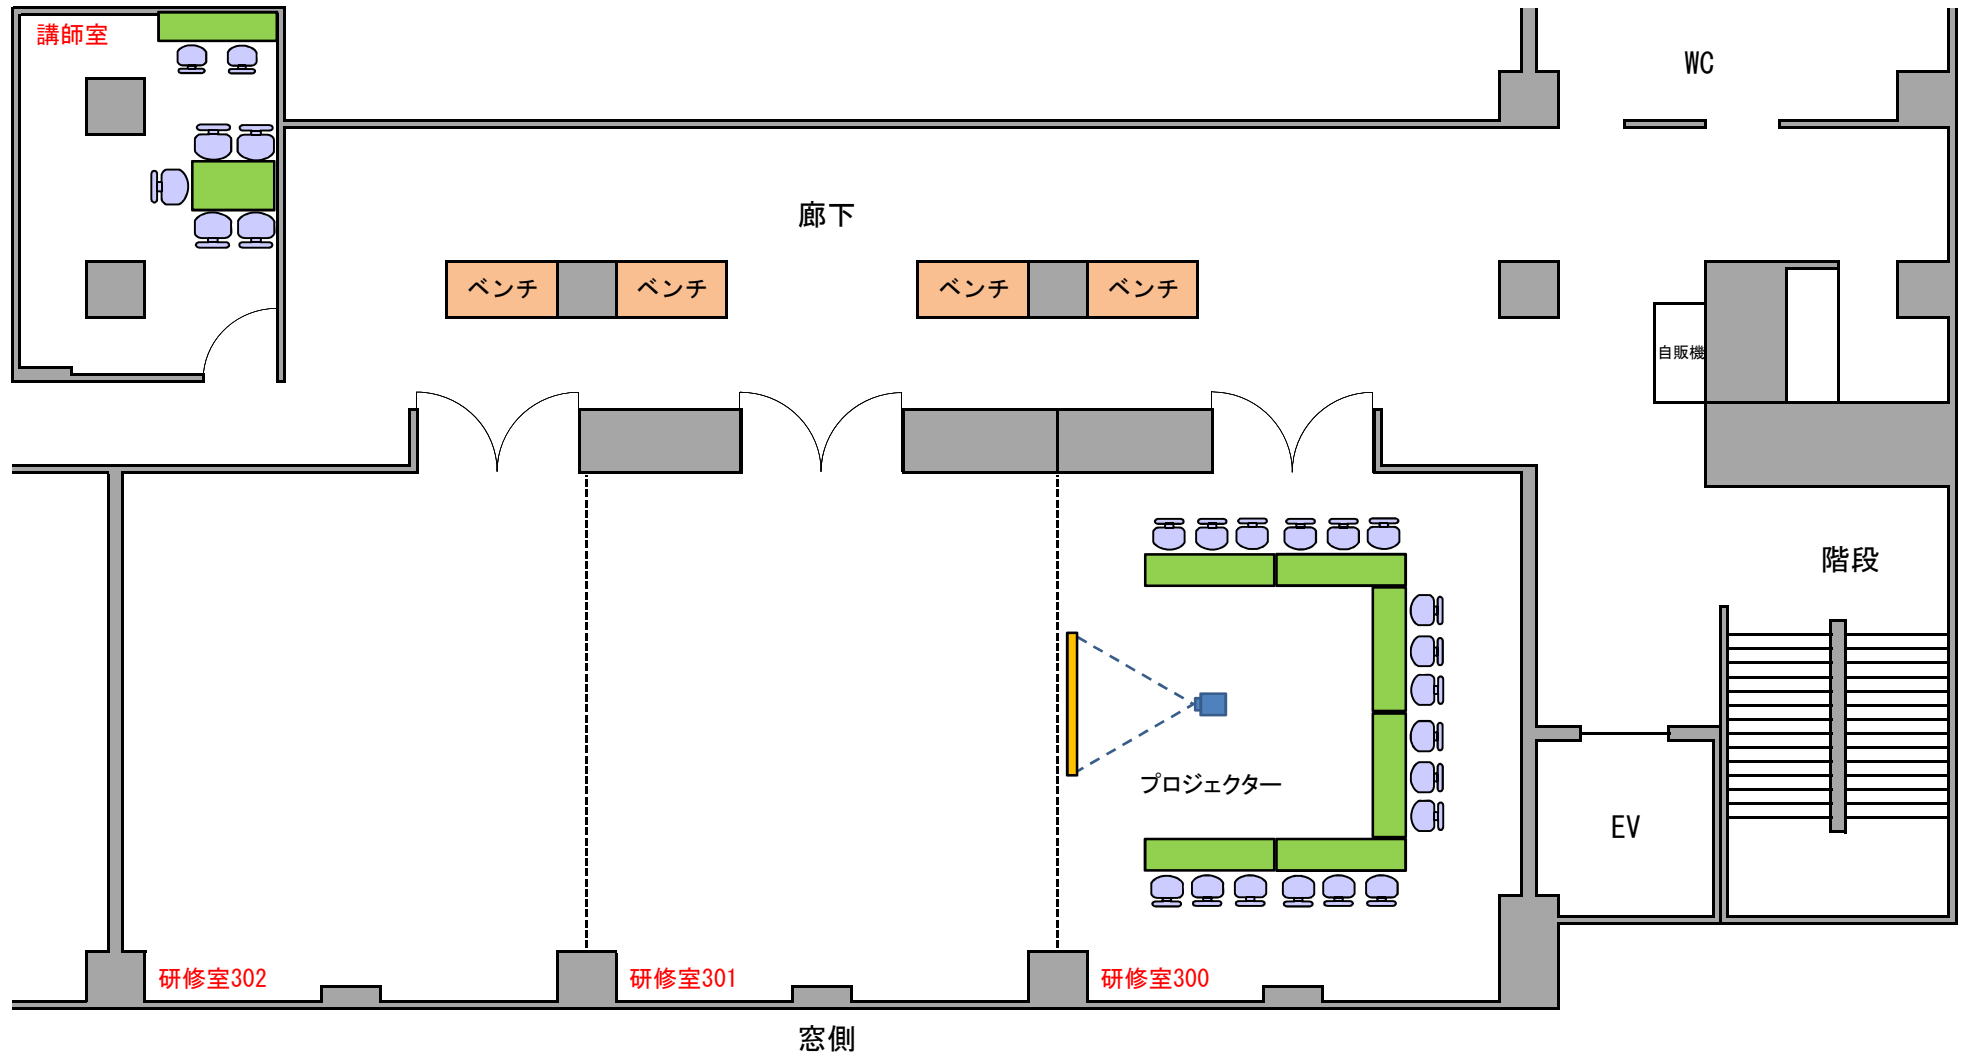 講師室
WC
廊下
ベンチ
ベンチ
ベンチ
ベンチ
自販機
階段
プロジェクター
EV
研修室302
研修室301
研修室300
窓側